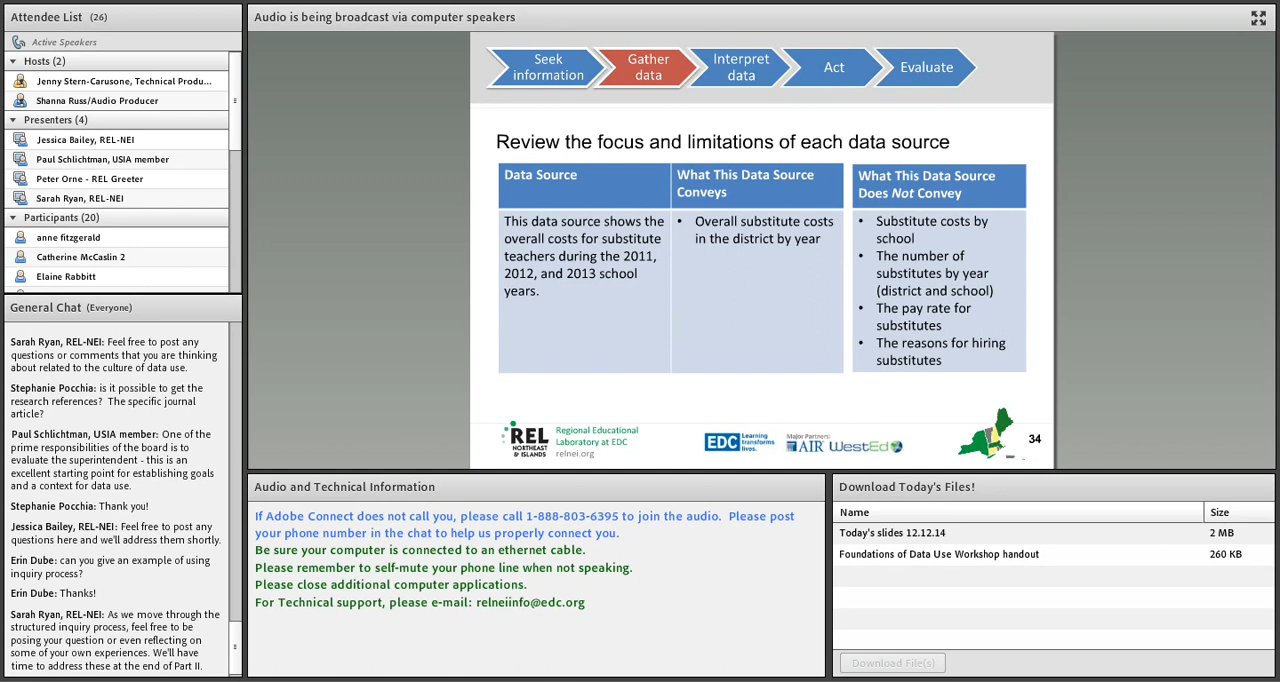 Attendee List (26)
Active Speakers
Hosts (2)
Jenny Stern-Carusone, Technical Produ...
Shanna Russ/Audio Producer
Presenters (4)
Jessica Bailey, REL-NEI
Paul Schlichtman, USIA member
Peter Orne - REL Greeter
Sarah Ryan, REL-NEI
Participants (20)
anne fitzgerald
Catherine McCaslin 2
Elaine Rabbitt
General Chat (Everyone)
Sarah Ryan, REL-NEI: Feel free to post any
questions or comments that you are thinking
about related to the culture of data use.
Stephanie Pocchia: is it possible to get the
research references? The specific journal
article?
Paul Schlichtman, USIA member: One of the
prime responsibilities of the board is to
evaluate the superintendent - this is an
excellent starting point for establishing goals
and a context for data use.
Stephanie Pocchia: Thank you!
Jessica Bailey, REL-NEI: Feel free to post any
questions here and we'll address them shortly.
Erin Dube: can you give an example of using
inquiry process?
Erin Dube: Thanks!
Sarah Ryan, REL-NEI: As we move through the
structured inquiry process, feel free to be
posing your question or even reflecting on
some of your own experiences. We'll have
time to address these at the end of Part II.
Audio is being broadcast via computer speakers
Seek
information
Gather
data
Interpret
data
Act
Evaluate
Review the focus and limitations of each data source
Data Source
What This Data Source
Conveys
What This Data Source
Does Not Convey
This data source shows the
overall costs for substitute
teachers during the 2011,
2012, and 2013 school
years.
• Overall substitute costs
in the district by year
• Substitute costs by
school
• The number of
substitutes by year
(district and school)
• The pay rate for
substitutes
• The reasons for hiring
substitutes
REL
NORTHEAST
& ISLANDS
Regional Educational
Laboratory at EDC
relnei.org
EDC Learning
transforms
lives.
Major Partners:
AIR WestEd
34
Audio and Technical Information
If Adobe Connect does not call you, please call 1-888-803-6395 to join the audio. Please post
your phone number in the chat to help us properly connect you.
Be sure your computer is connected to an ethernet cable.
Please remember to self-mute your phone line when not speaking.
Please close additional computer applications.
For Technical support, please e-mail: relneiinfo@edc.org
Download Today's Files!
Name Size
Today's slides 12.12.14 2 MB
Foundations of Data Use Workshop handout 260 KB
Download File(s)